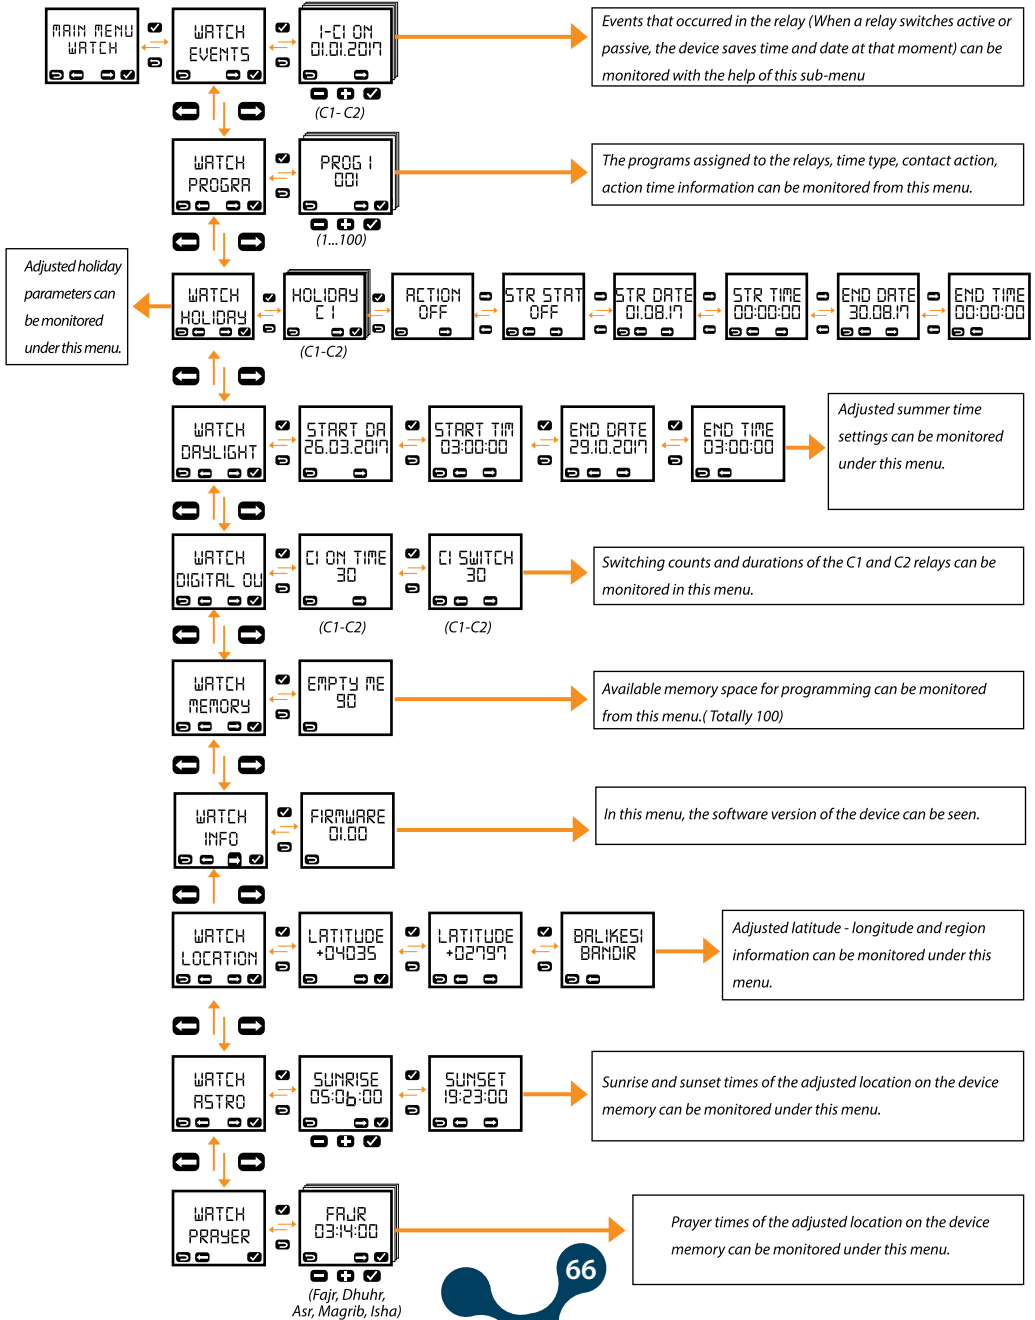 MAIN MENU
WATCH
WATCH
EVENTS
1-C1 ON
01.01.2017
(C1- C2)
Events that occurred in the relay (When a relay switches active or
passive, the device saves time and date at that moment) can be
monitored with the help of this sub-menu
WATCH
PROGRA
PROG 1
001
(1...100)
The programs assigned to the relays, time type, contact action,
action time information can be monitored from this menu.
Adjusted holiday
parameters can
be monitored
under this menu.
WATCH
HOLIDAY
HOLIDAY
C 1
(C1-C2)
ACTION
OFF
STR STAT
OFF
STR DATE
01.08.17
STR TIME
00:00:00
END DATE
30.08.17
END TIME
00:00:00
WATCH
DAYLIGHT
START DA
26.03.2017
START TIM
03:00:00
END DATE
29.10.2017
END TIME
03:00:00
Adjusted summer time
settings can be monitored
under this menu.
WATCH
DIGITAL OU
C1 ON TIME
30
(C1-C2)
C1 SWITCH
30
(C1-C2)
Switching counts and durations of the C1 and C2 relays can be
monitored in this menu.
WATCH
MEMORY
EMPTY ME
90
Available memory space for programming can be monitored
from this menu.( Totally 100)
WATCH
INFO
FIRMWARE
01.00
In this menu, the software version of the device can be seen.
WATCH
LOCATION
LATITUDE
+04035
LATITUDE
+02797
BALIKESI
BANDIR
Adjusted latitude - longitude and region
information can be monitored under this
menu.
WATCH
ASTRO
SUNRISE
05:06:00
SUNSET
19:23:00
Sunrise and sunset times of the adjusted location on the device
memory can be monitored under this menu.
WATCH
PRAYER
FAJR
03:14:00
(Fajr, Dhuhr,
Asr, Magrib, Isha)
Prayer times of the adjusted location on the device
memory can be monitored under this menu.
66